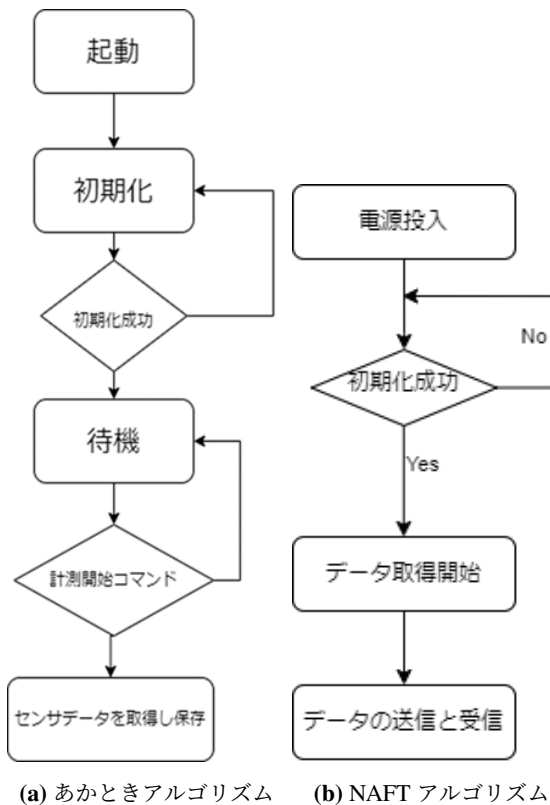 起動
初期化
初期化成功
待機
計測開始コマンド
センサデータを取得し保存
(a) あかときアルゴリズム
電源投入
No
初期化成功
Yes
データ取得開始
データの送信と受信
(b) NAFT アルゴリズム